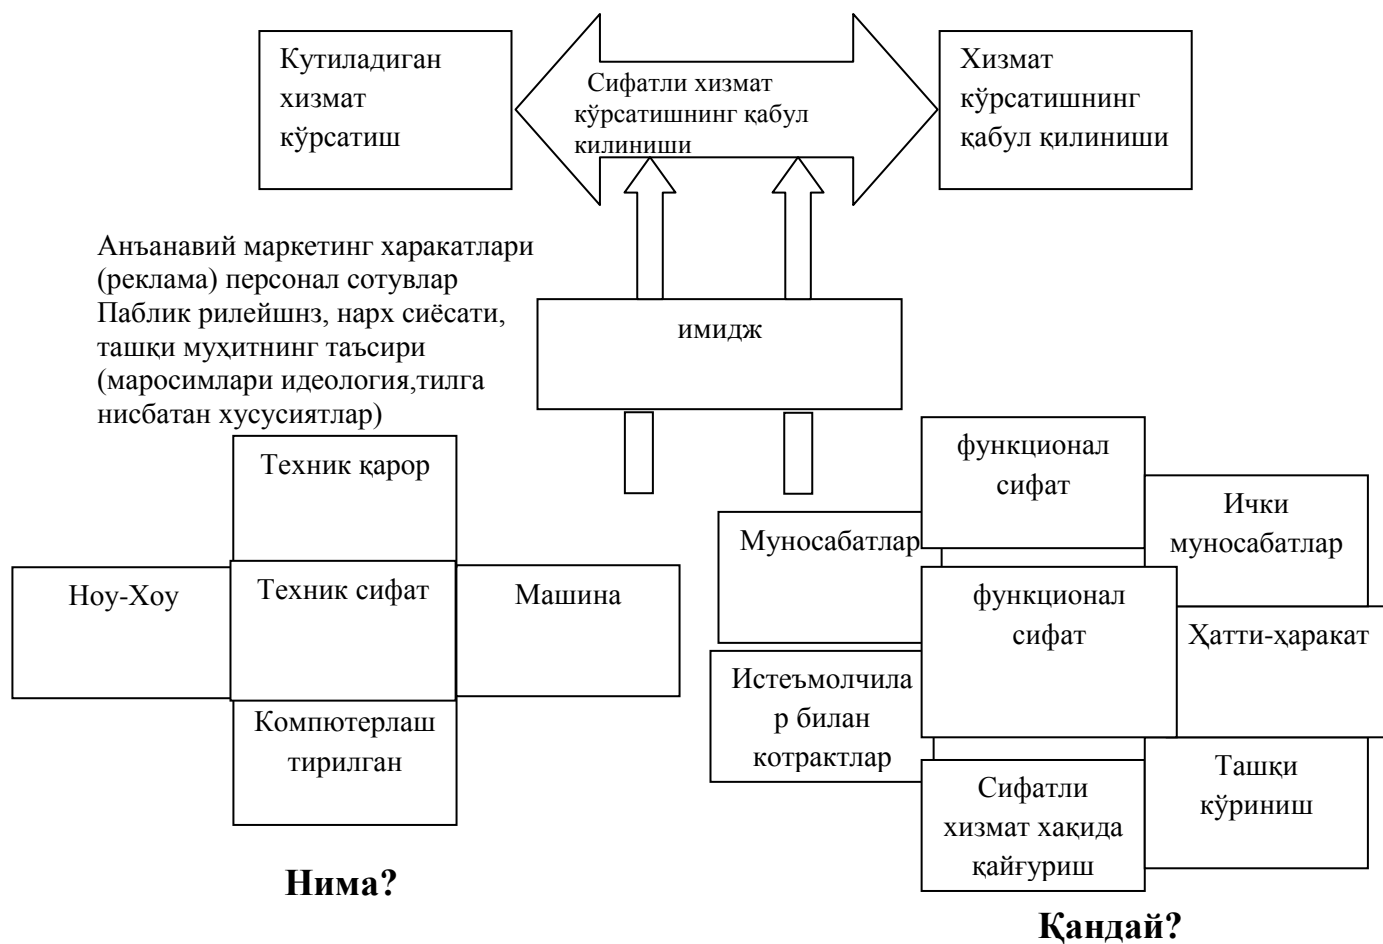 Кутиладиган
хизмат
кўрсатиш
Сифатли хизмат
кўрсатишнинг қабул
килиниши
Хизмат
кўрсатишнинг
қабул қилиниши
Анъанавий маркетинг харакатлари
(реклама) персонал сотувлар
Паблик рилейшнз, нарх сиёсати,
ташқи муҳитнинг таъсири
(маросимлари идеология,тилга
нисбатан хусусиятлар)
имидж
Техник қарор
Ноу-Хоу
Техник сифат
Машина
Компютерлаш
тирилган
Нима?
функционал
сифат
Муносабатлар
Ички
муносабатлар
функционал
сифат
Ҳатти-ҳаракат
Истеъмолчила
р билан
котрактлар
Сифатли
хизмат хақида
қайғуриш
Ташқи
кўриниш
Қандай?